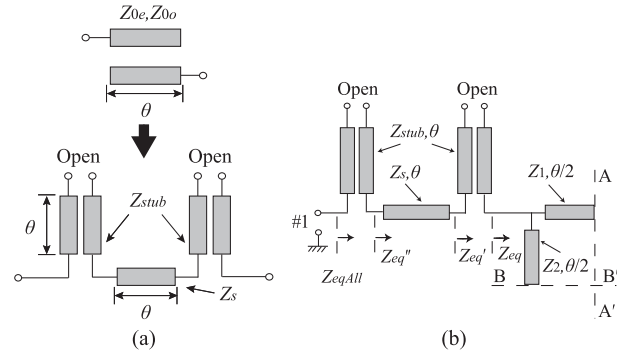 Z0e,Z0o
θ
Open Open
θ
Zstub
Zs
θ
(a)
Open Open
Zstub,θ
Zs,θ
Z1,θ/2
A
#1
Z2,θ/2
ZeqAll
Zeq''
Zeq'
Zeq
B B'
A'
(b)